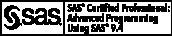 sas
SAS® Certified Professional:
Advanced Programming
Using SAS® 9.4